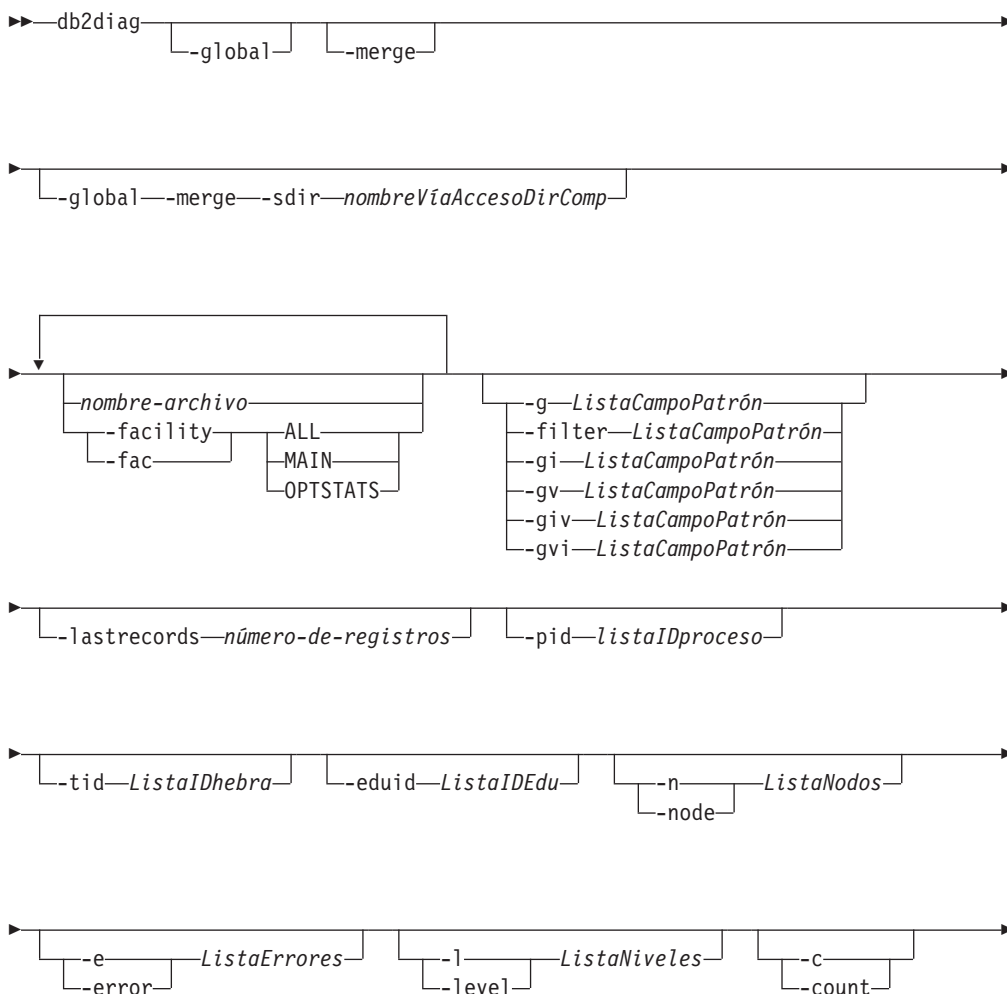 db2diag
-global -merge
-global -merge -sdir nombreVíaAccesoDirComp
nombre-archivo
-facility ALL
-fac MAIN
OPTSTATS
-g ListaCampoPatrón
-filter ListaCampoPatrón
-gi ListaCampoPatrón
-gv ListaCampoPatrón
-giv ListaCampoPatrón
-gvi ListaCampoPatrón
-lastrecords número-de-registros -pid listaIDproceso
-tid ListaIDhebra -eduid ListaIDEdu -n ListaNodos
-node
-e ListaErrores -l ListaNiveles -c
-error -level -count